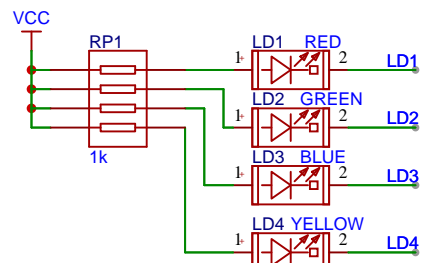 VCC
RP1
1k
LD1 RED
1 2
LD1
LD2 GREEN
1 2
LD2
LD3 BLUE
1 2
LD3
LD4 YELLOW
1 2
LD4